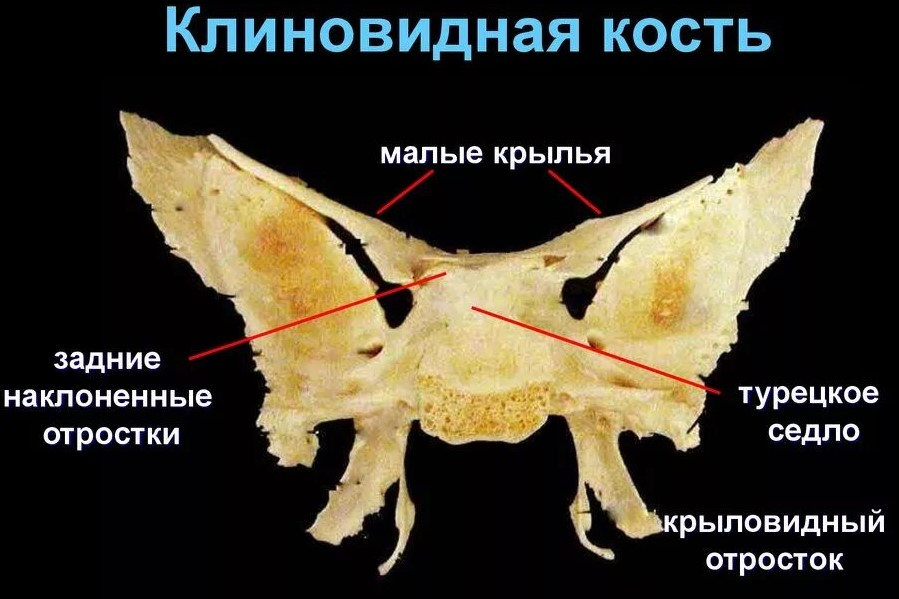 Клиновидная кость
малые крылья
задние
наклоненные
отростки
турецкое
седло
крыловидный
отросток